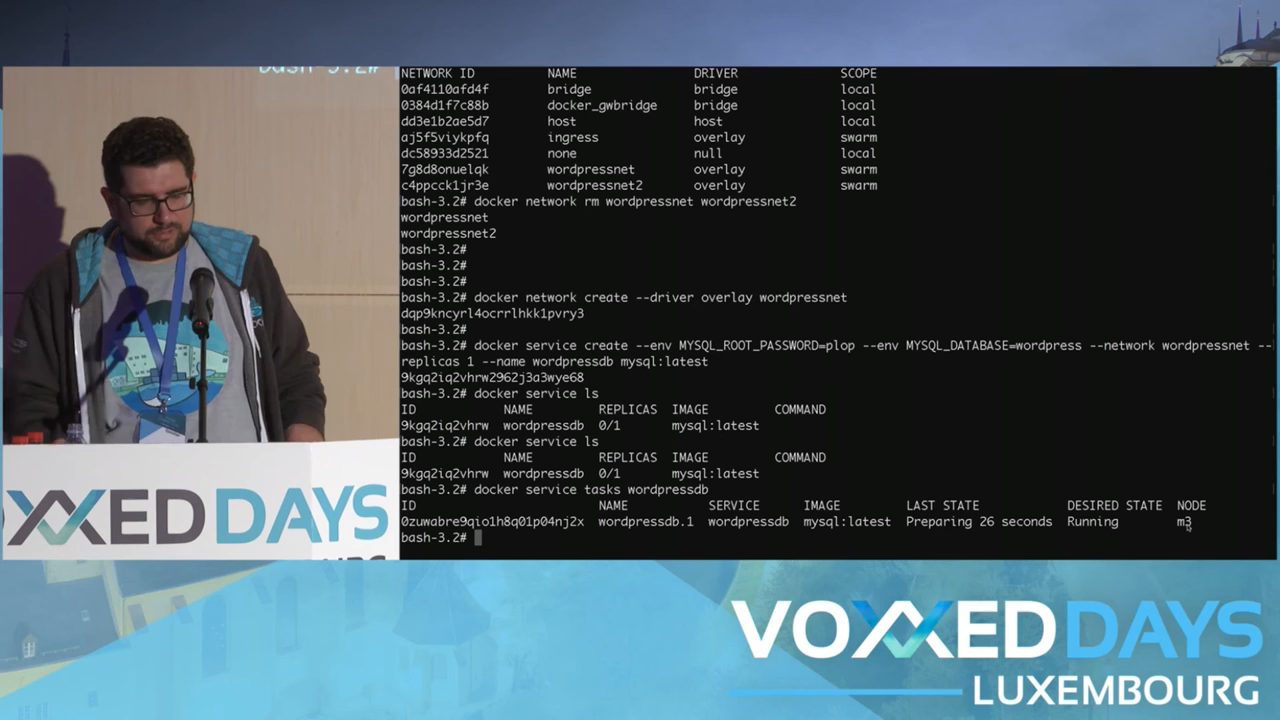 bash-3.2#
NETWORK ID NAME DRIVER SCOPE
0af4110afd4f bridge bridge local
0384d1f7c88b docker_gwbridge bridge local
dd3e1b2ae5d7 host host local
aj5f5viykpfq ingress overlay swarm
dc58933d2521 none null local
7g8d8onuelqk wordpressnet overlay swarm
c4ppcck1jr3e wordpressnet2 overlay swarm
bash-3.2# docker network rm wordpressnet wordpressnet2
wordpressnet
wordpressnet2
bash-3.2#
bash-3.2#
bash-3.2#
bash-3.2# docker network create --driver overlay wordpressnet
dqp9kncyrl4ocrrlhkk1pvry3
bash-3.2#
bash-3.2# docker service create --env MYSQL_ROOT_PASSWORD=plop --env MYSQL_DATABASE=wordpress --network wordpressnet --
replicas 1 --name wordpressdb mysql:latest
9kgq2iq2vhrw2962j3a3wye68
bash-3.2# docker service ls
ID NAME REPLICAS IMAGE COMMAND
9kgq2iq2vhrw wordpressdb 0/1 mysql:latest
bash-3.2# docker service ls
ID NAME REPLICAS IMAGE COMMAND
9kgq2iq2vhrw wordpressdb 0/1 mysql:latest
bash-3.2# docker service tasks wordpressdb
ID NAME SERVICE IMAGE LAST STATE DESIRED STATE NODE
0zuwabre9qio1h8q01p04nj2x wordpressdb.1 wordpressdb mysql:latest Preparing 26 seconds Running m3
bash-3.2#
OXXED DAYS
VOXXED DAYS
LUXEMBOURG